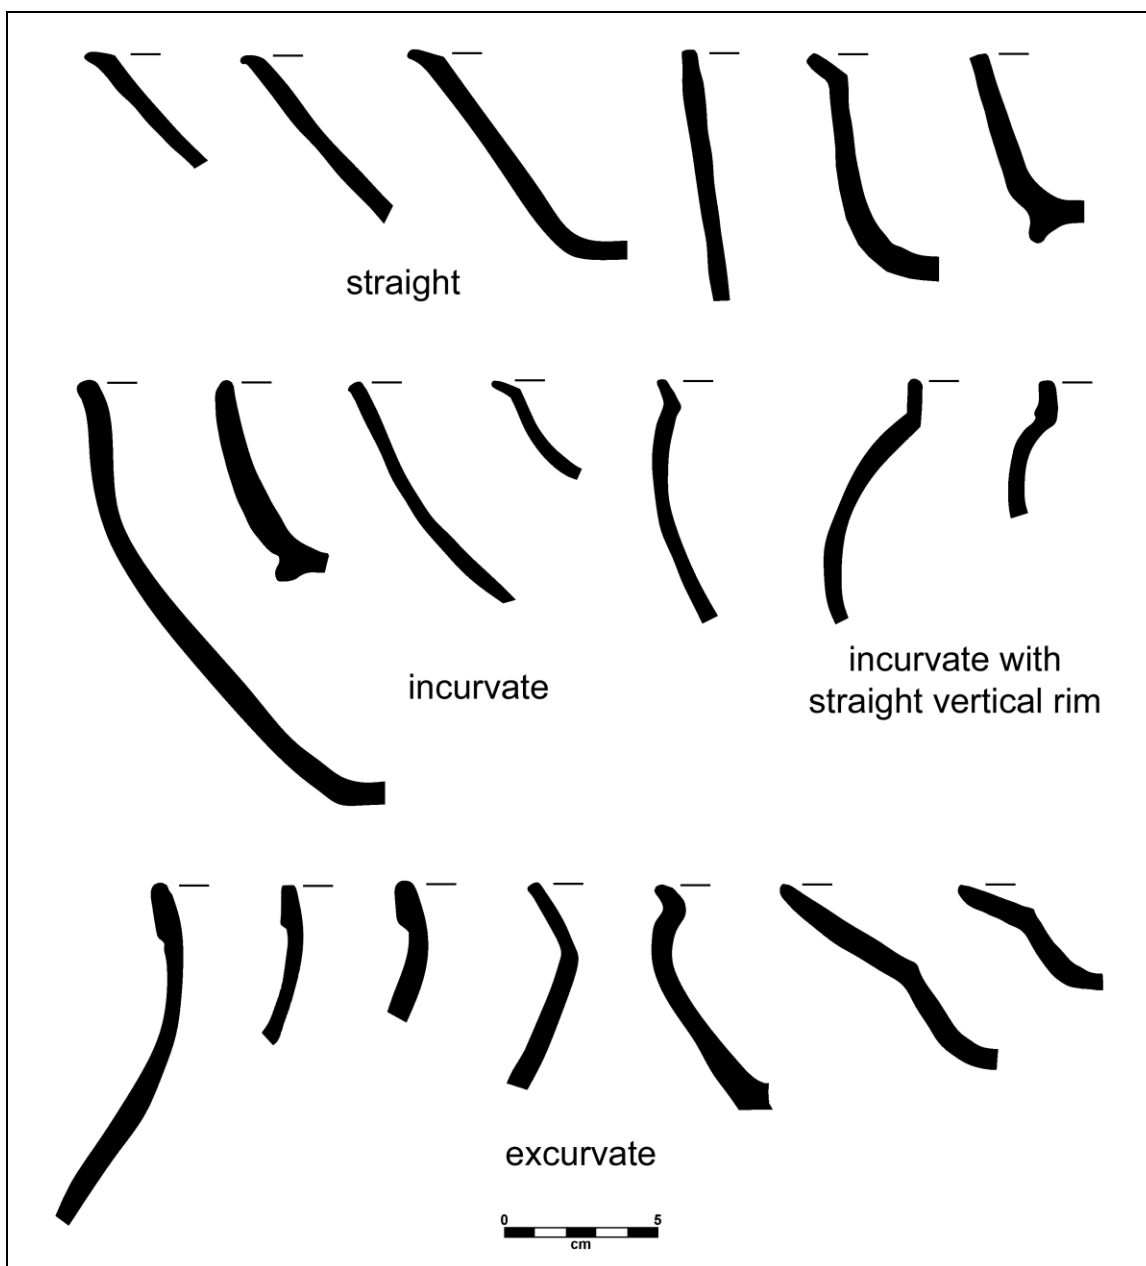 straight
incurvate
incurvate with
straight vertical rim
excurvate
0 5
cm